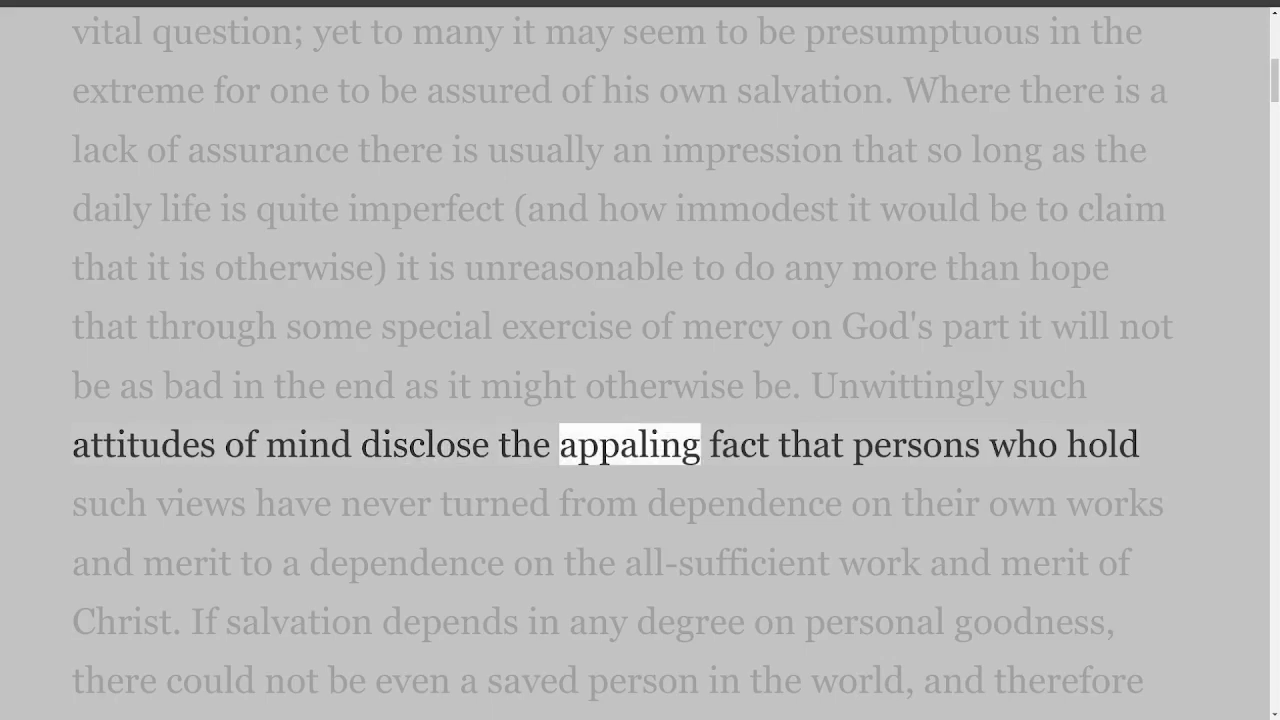 vital question; yet to many it may seem to be presumptuous in the
extreme for one to be assured of his own salvation. Where there is a
lack of assurance there is usually an impression that so long as the
daily life is quite imperfect (and how immodest it would be to claim
that it is otherwise) it is unreasonable to do any more than hope
that through some special exercise of mercy on God's part it will not
be as bad in the end as it might otherwise be. Unwittingly such
attitudes of mind disclose the appaling fact that persons who hold
such views have never turned from dependence on their own works
and merit to a dependence on the all-sufficient work and merit of
Christ. If salvation depends in any degree on personal goodness,
there could not be even a saved person in the world, and therefore